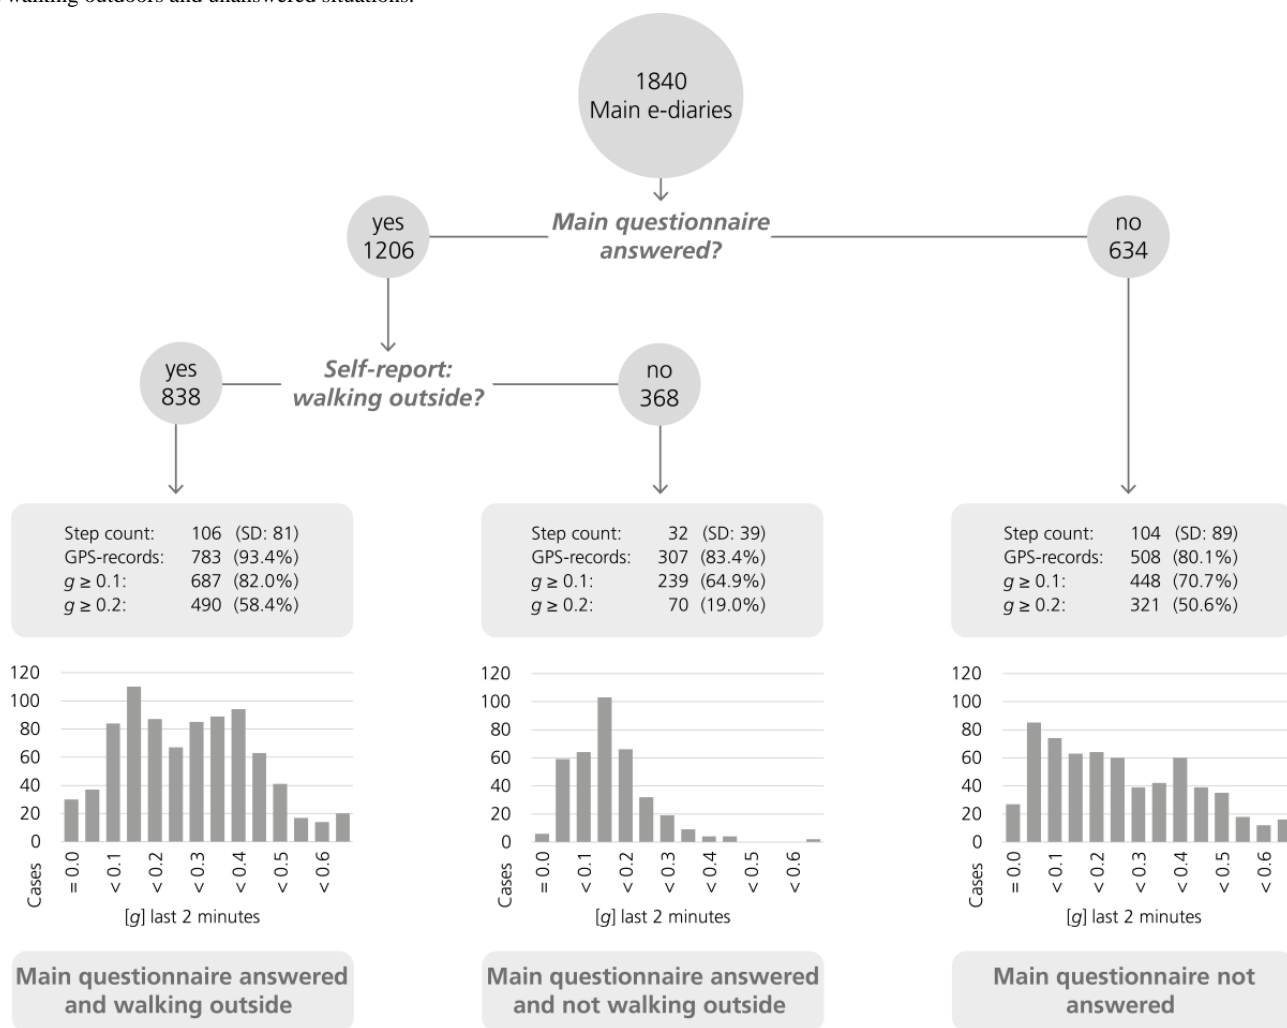 walking outdoors and unanswered situations.
1840
Main e-diaries
yes
1206
Main questionnaire
answered?
no
634
yes
838
Self-report:
walking outside?
no
368
Step count: 106 (SD: 81)
GPS-records: 783 (93.4%)
g ≥ 0.1: 687 (82.0%)
g ≥ 0.2: 490 (58.4%)
Step count: 32 (SD: 39)
GPS-records: 307 (83.4%)
g ≥ 0.1: 239 (64.9%)
g ≥ 0.2: 70 (19.0%)
Step count: 104 (SD: 89)
GPS-records: 508 (80.1%)
g ≥ 0.1: 448 (70.7%)
g ≥ 0.2: 321 (50.6%)
120
100
80
60
40
20
0
Cases
= 0.0
< 0.1
< 0.2
< 0.3
< 0.4
< 0.5
< 0.6
[g] last 2 minutes
120
100
80
60
40
20
0
Cases
= 0.0
< 0.1
< 0.2
< 0.3
< 0.4
< 0.5
< 0.6
[g] last 2 minutes
120
100
80
60
40
20
0
Cases
= 0.0
< 0.1
< 0.2
< 0.3
< 0.4
< 0.5
< 0.6
[g] last 2 minutes
Main questionnaire answered
and walking outside
Main questionnaire answered
and not walking outside
Main questionnaire not
answered